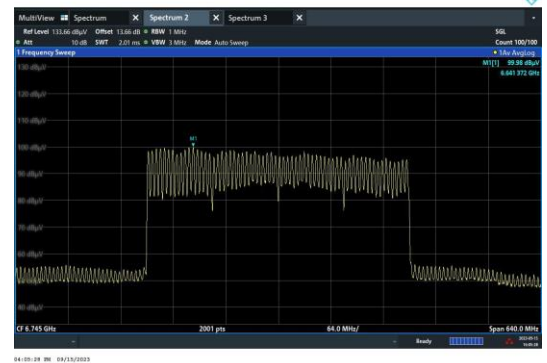 MultiView Spectrum X Spectrum 2 X Spectrum 3 X
Ref Level 133.66 dBµV Offset 13.66 dB RBW 1 MHz SGL
Att 10 dB SWT 2.01 ms VBW 3 MHz Mode Auto Sweep Count 100/100
1 Frequency Sweep 1Av AvgLog
M1[1] 99.98 dBµV
6.641 372 GHz
130 dBµV
120 dBµV
110 dBµV
M1
100 dBµV
90 dBµV
80 dBµV
70 dBµV
60 dBµV
40 dBµV
CF 6.745 GHz 2001 pts 64.0 MHz/ Span 640.0 MHz
Ready 2023-09-15
04:05:28 PM 09/15/2023